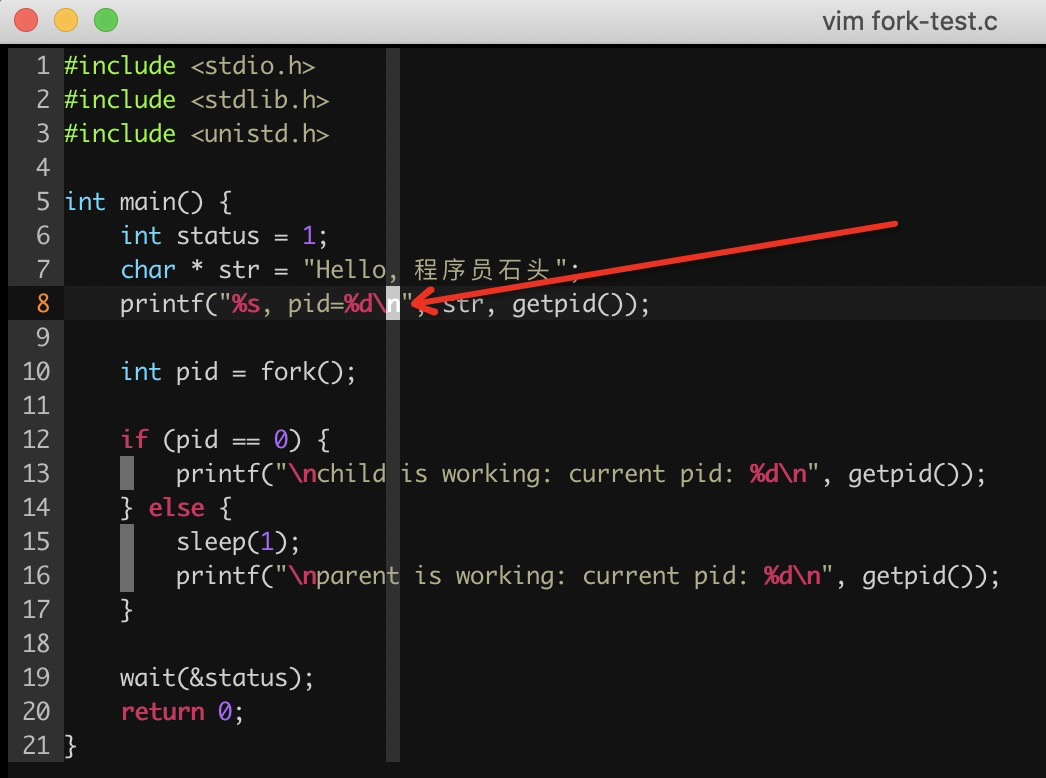 vim fork-test.c
1 #include <stdio.h>
2 #include <stdlib.h>
3 #include <unistd.h>
4
5 int main() {
6     int status = 1;
7     char * str = "Hello, 程序员石头";
8     printf("%s, pid=%d\n", str, getpid());
9
10     int pid = fork();
11
12     if (pid == 0) {
13         printf("\nchild is working: current pid: %d\n", getpid());
14     } else {
15         sleep(1);
16         printf("\nparent is working: current pid: %d\n", getpid());
17     }
18
19     wait(&status);
20     return 0;
21 }